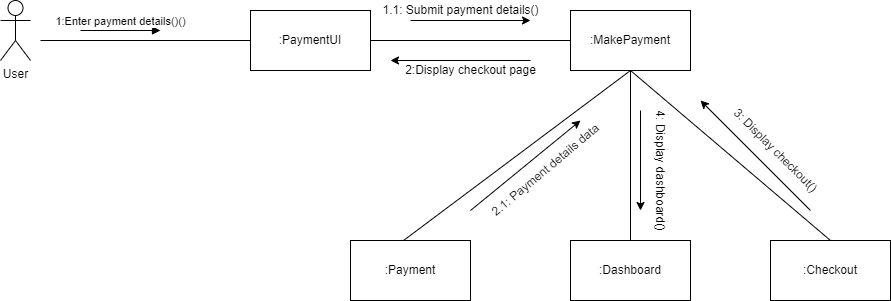 1.1: Submit payment details()
1:Enter payment details()()
:PaymentUI
:MakePayment
User
2:Display checkout page
2.1: Payment details data
4: Display dashboard()
3: Display checkout()
:Payment
:Dashboard
:Checkout